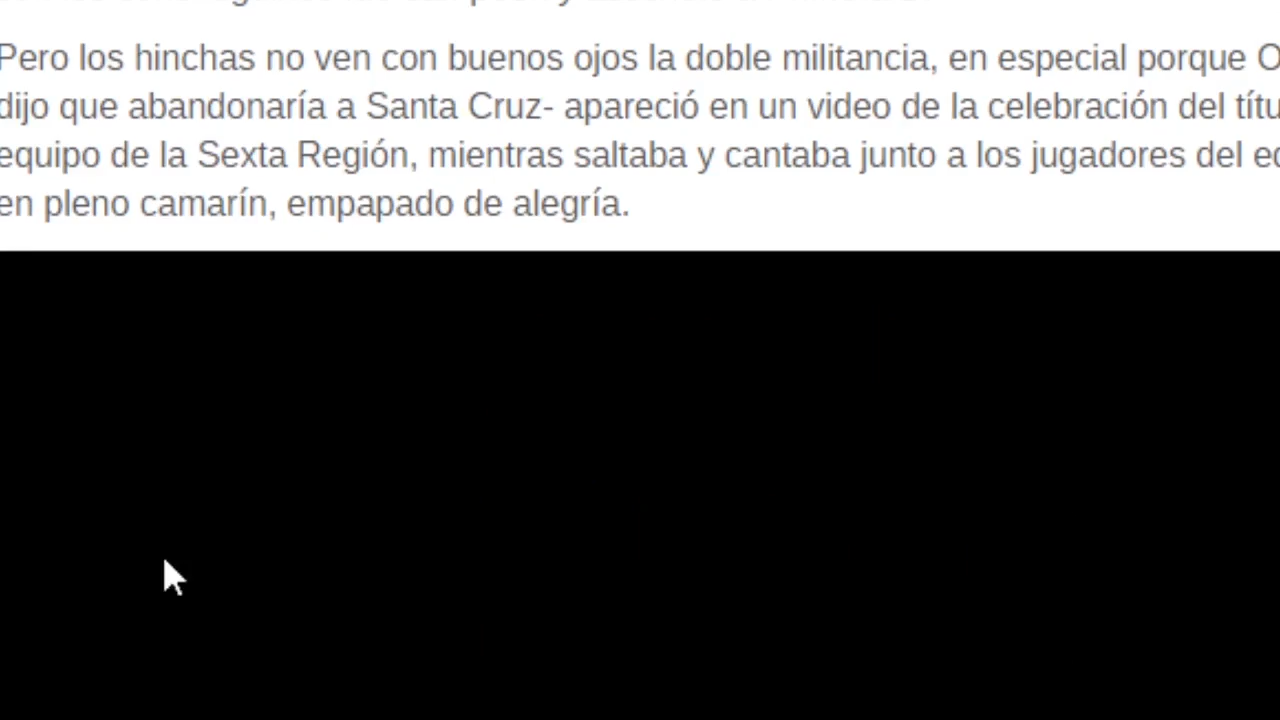 Pero los hinchas no ven con buenos ojos la doble militancia, en especial porque
dijo que abandonaría a Santa Cruz- apareció en un video de la celebración del
equipo de la Sexta Región, mientras saltaba y cantaba junto a los jugadores del
en pleno camarín, empapado de alegría.